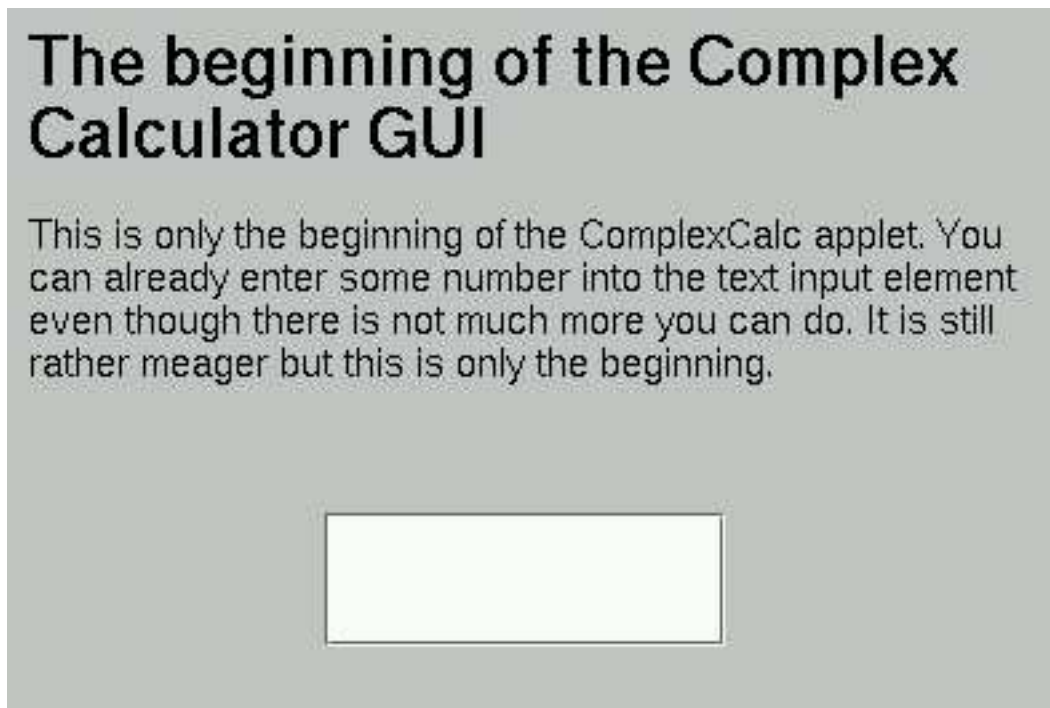 The beginning of the Complex
Calculator GUI
This is only the beginning of the ComplexCalc applet. You
can already enter some number into the text input element
even though there is not much more you can do. It is still
rather meager but this is only the beginning.